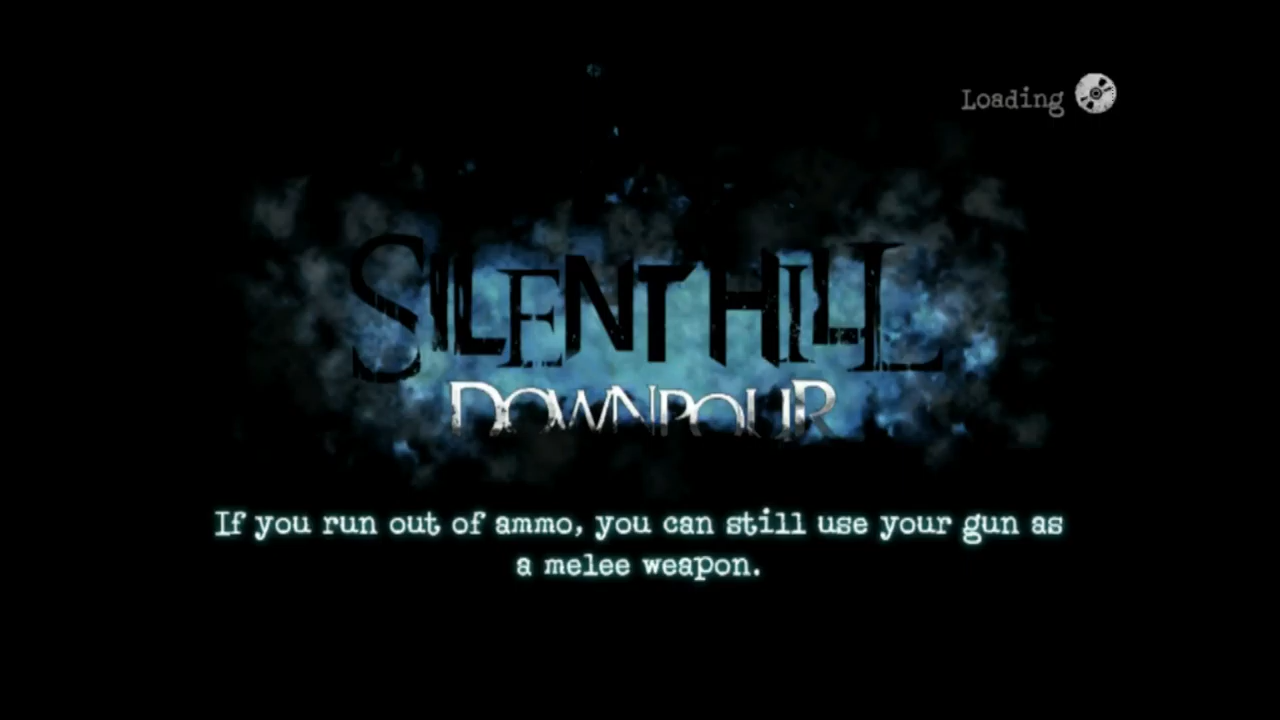 Loading
SILENT HILL
DOWNPOUR
If you run out of ammo, you can still use your gun as
a melee weapon.